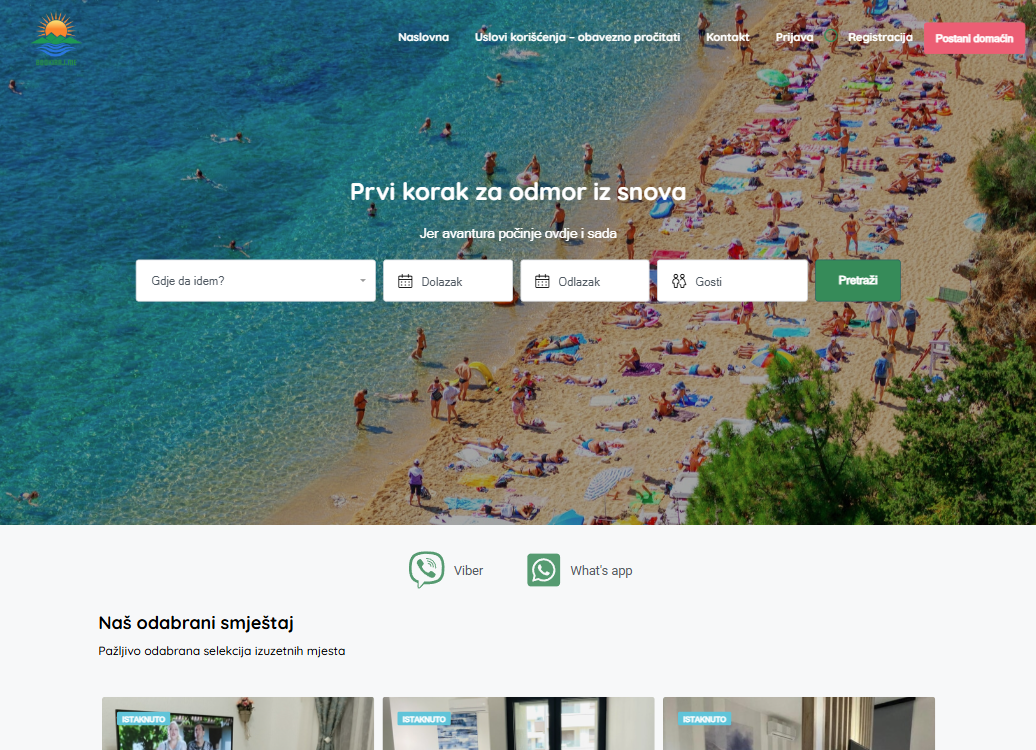 Naslovna
Uslovi korišćenja – obavezno pročitati
Kontakt
Prijava
Registracija
Postani domaćin
Prvi korak za odmor iz snova
Jer avantura počinje ovdje i sada
Gdje da idem?
Dolazak
Odlazak
Gosti
Pretraži
Viber
What's app
Naš odabrani smještaj
Pažljivo odabrana selekcija izuzetnih mjesta
ISTAKNUTO
ISTAKNUTO
ISTAKNUTO